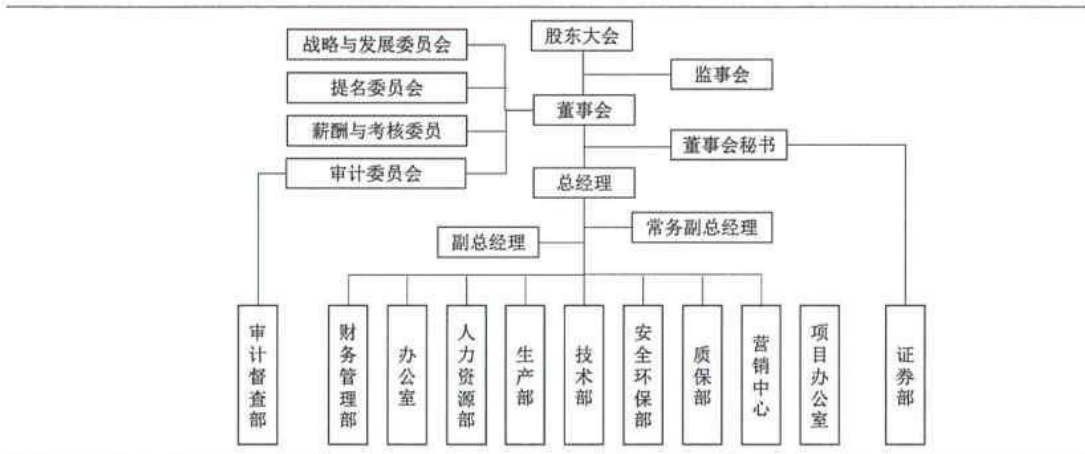 股东大会
战略与发展委员会
监事会
提名委员会
董事会
薪酬与考核委员
董事会秘书
审计委员会
总经理
常务副总经理
副总经理
审计督查部
财务管理部
办公室
人力资源部
生产部
技术部
安全环保部
质保部
营销中心
项目办公室
证券部